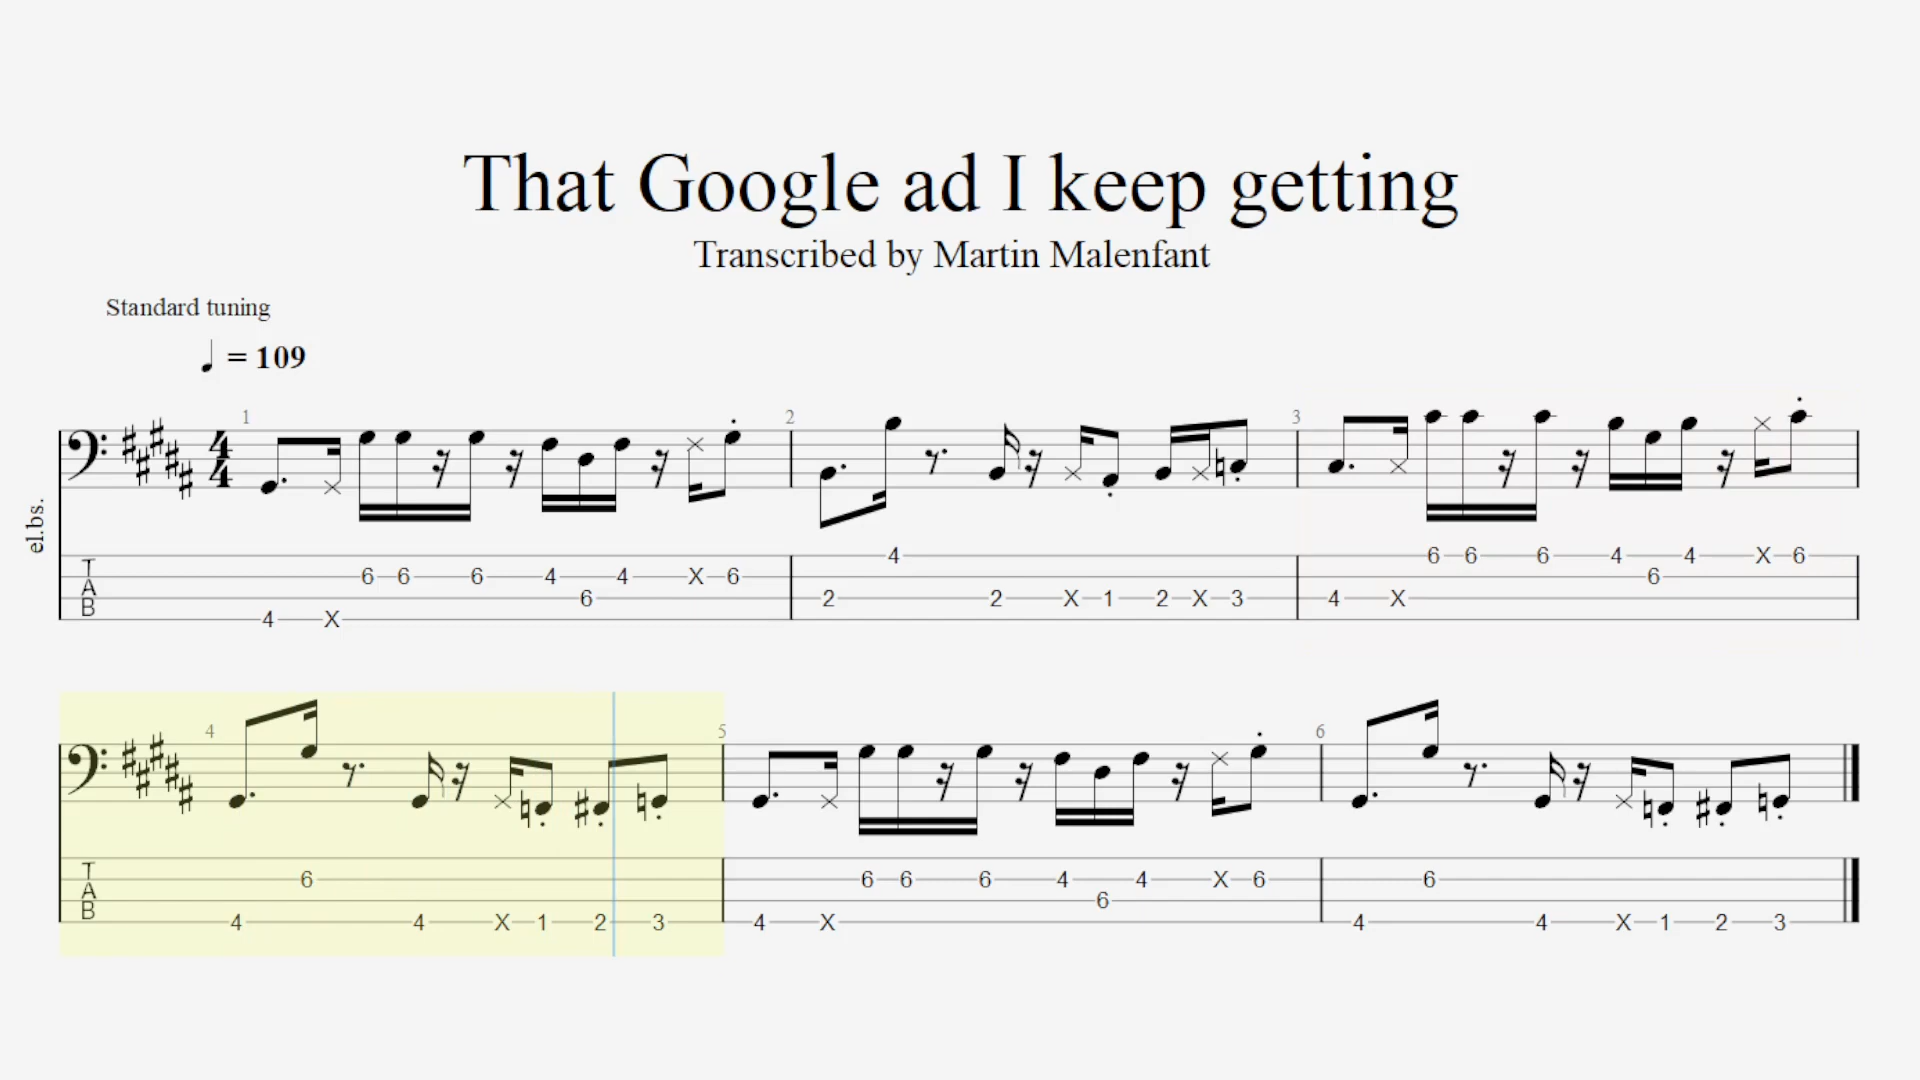 That Google ad I keep getting
Transcribed by Martin Malenfant
Standard tuning
♩ = 109
1 2 3
4
4
el.bs.
4 6 6 6 4 X 6
T 6 6 6 4 4 X 6 6
A 6 2 2 X 1 2 X 3 4 X
B 4 X
4 5 6
T 6 6 6 6 4 4 X 6 6
A 6
B 4 4 X 1 2 3 4 X 4 4 X 1 2 3